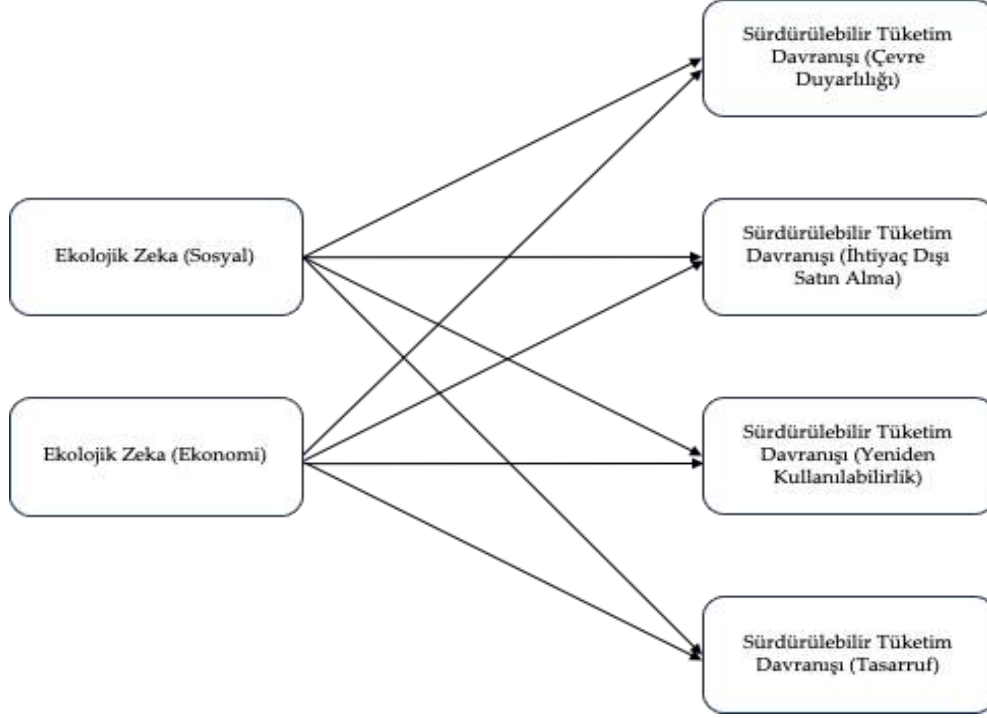 Sürdürülebilir Tüketim
Davranışı (Çevre
Duyarlılığı)
Ekolojik Zeka (Sosyal)
Sürdürülebilir Tüketim
Davranışı (İhtiyaç Dışı
Satın Alma)
Ekolojik Zeka (Ekonomi)
Sürdürülebilir Tüketim
Davranışı (Yeniden
Kullanılabilirlik)
Sürdürülebilir Tüketim
Davranışı (Tasarruf)